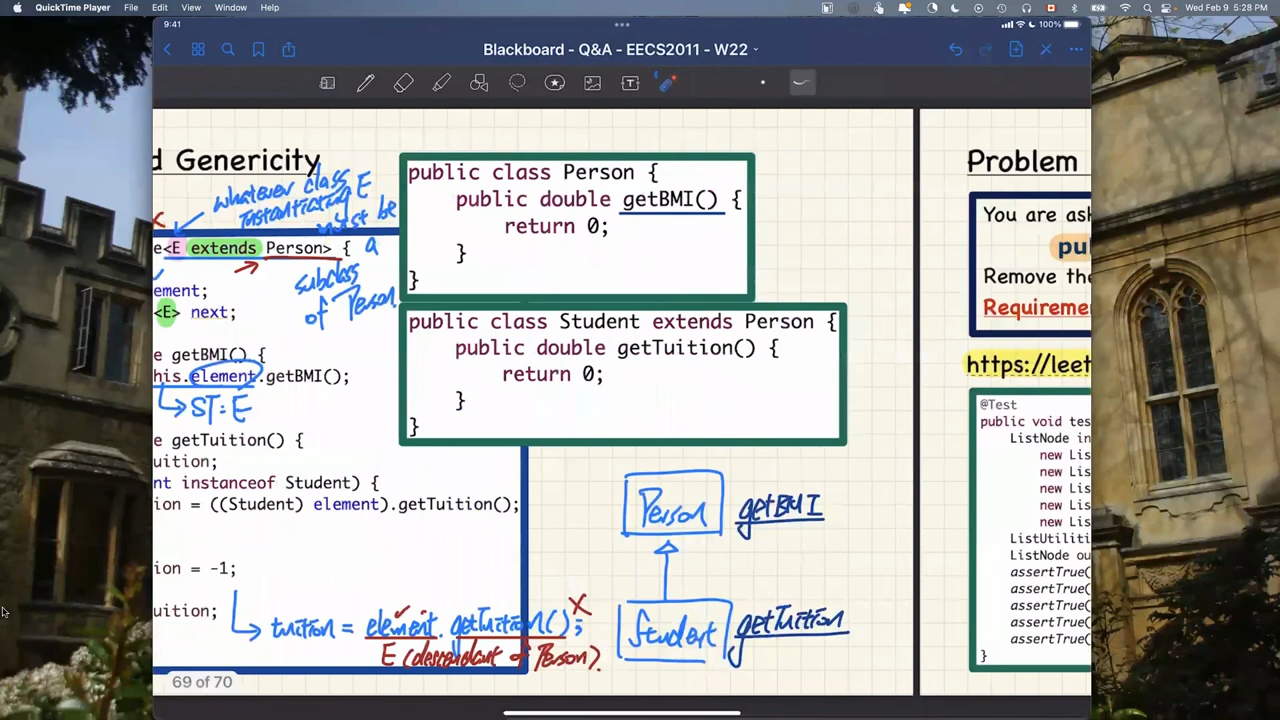 QuickTime Player File Edit View Window Help
Wed Feb 9 5:28 PM
9:41
100%
Blackboard - Q&A - EECS2011 - W22
d Genericity
whatever class
instantiating E
must be
a
subclass
of Person.
e<E extends Person> {
ement;
<E> next;
e getBMI() {
his.element.getBMI();
ST: E
e getTuition() {
uition;
nt instanceof Student) {
ion = ((Student) element).getTuition();
ion = -1;
uition;
tuition = element.getTuition();
E (descendant of Person).
69 of 70
public class Person {
public double getBMI() {
return 0;
}
}
public class Student extends Person {
public double getTuition() {
return 0;
}
}
Person
getBMI
Student
getTuition
Problem
You are as
pu
Remove the
Requiremen
https://leet
@Test
public void tes
ListNode in
new Lis
new Lis
new Lis
new Lis
new Lis
ListUtiliti
ListNode ou
assertTrue(
assertTrue(
assertTrue(
assertTrue(
assertTrue(
}